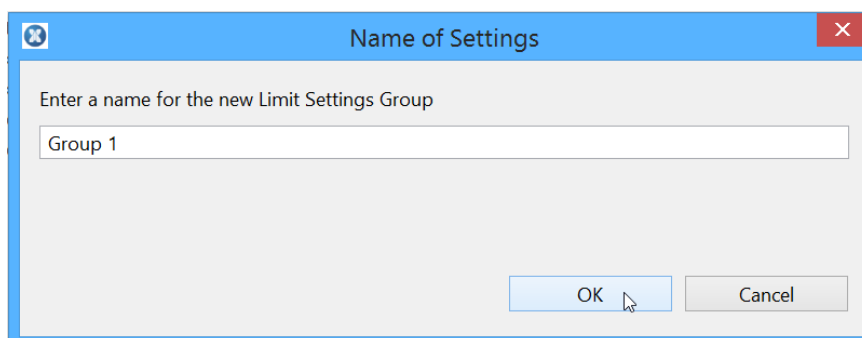 Name of Settings
Enter a name for the new Limit Settings Group
Group 1
OK
Cancel